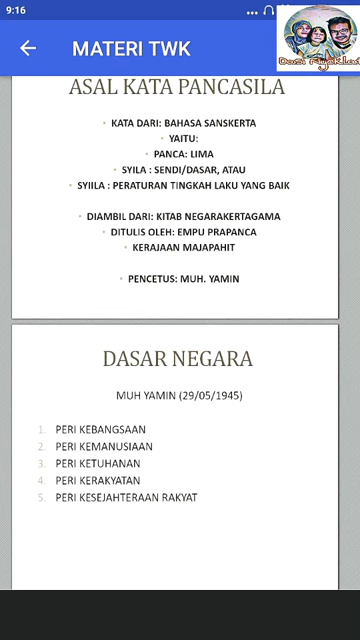 9:16
MATERI TWK
Dasi Myeklad
ASAL KATA PANCASILA
KATA DARI: BAHASA SANSKERTA
YAITU:
PANCA: LIMA
SYILA : SENDI/DASAR, ATAU
SYIILA : PERATURAN TINGKAH LAKU YANG BAIK
DIAMBIL DARI: KITAB NEGARAKERTAGAMA
DITULIS OLEH: EMPU PRAPANCA
KERAJAAN MAJAPAHIT
PENCETUS: MUH. YAMIN
DASAR NEGARA
MUH YAMIN (29/05/1945)
1. PERI KEBANGSAAN
2. PERI KEMANUSIAAN
3. PERI KETUHANAN
4. PERI KERAKYATAN
5. PERI KESEJAHTERAAN RAKYAT